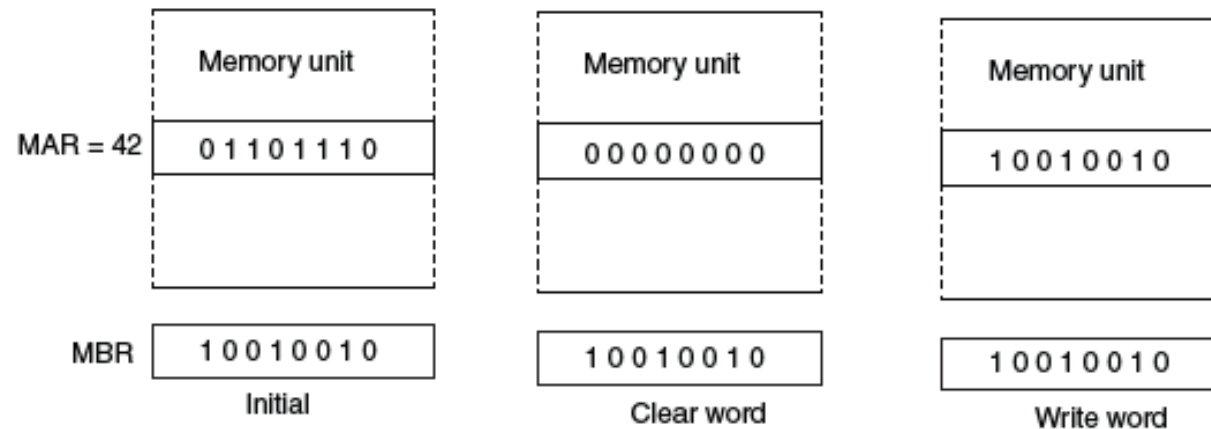 Memory unit
MAR = 42
0 1 1 0 1 1 1 0
MBR
1 0 0 1 0 0 1 0
Initial
Memory unit
0 0 0 0 0 0 0 0
1 0 0 1 0 0 1 0
Clear word
Memory unit
1 0 0 1 0 0 1 0
1 0 0 1 0 0 1 0
Write word